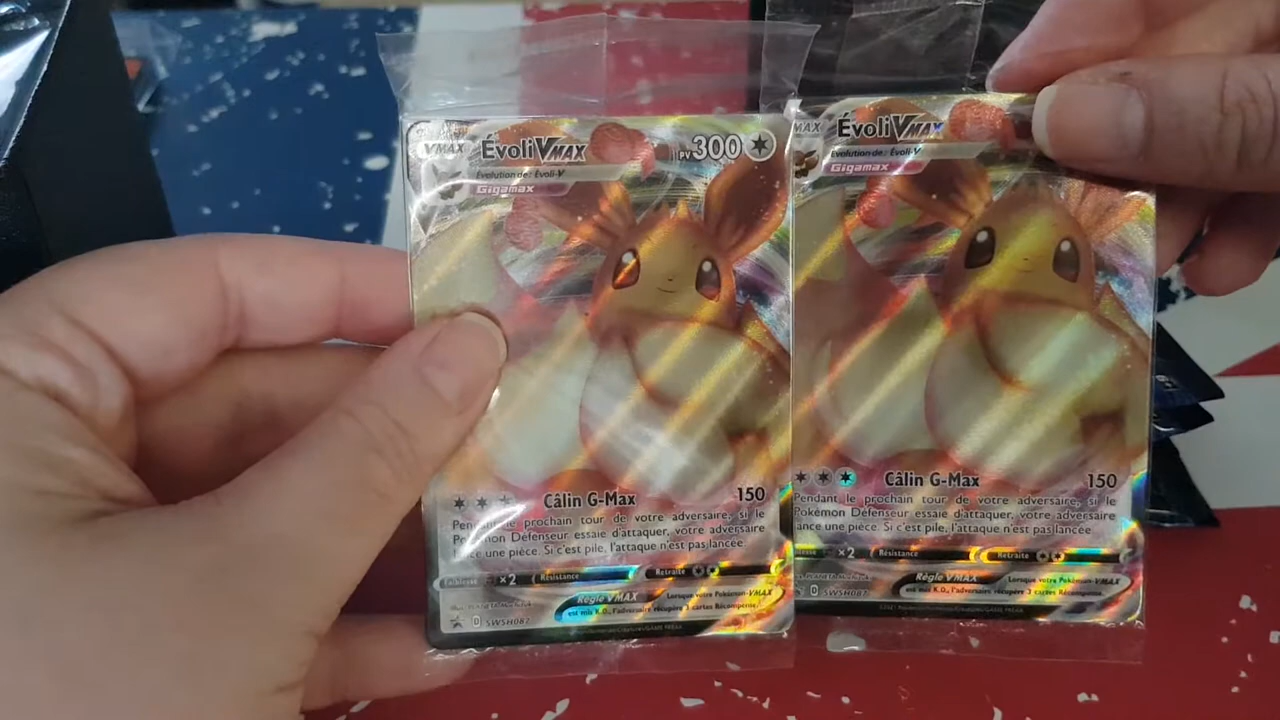 VMAX ÉvoliVMAX PV300
Évolution de: Évoli-V
Gigamax
Câlin G-Max 150
Pendant le prochain tour de votre adversaire, si le
Pokémon Défenseur essaie d'attaquer, votre adversaire
lance une pièce. Si c'est pile, l'attaque n'est pas lancée.
×2 Résistance Retraite
Règle VMAX Lorsque votre Pokémon-VMAX
est mis K.O., l'adversaire récupère 3 cartes Récompense.
SWSH087
VMAX ÉvoliVMAX
Évolution de: Évoli-V
Gigamax
Câlin G-Max 150
Pendant le prochain tour de votre adversaire, si le
Pokémon Défenseur essaie d'attaquer, votre adversaire
lance une pièce. Si c'est pile, l'attaque n'est pas lancée.
×2 Résistance Retraite
Règle VMAX Lorsque votre Pokémon-VMAX
est mis K.O., l'adversaire récupère 3 cartes Récompense.
SWSH087